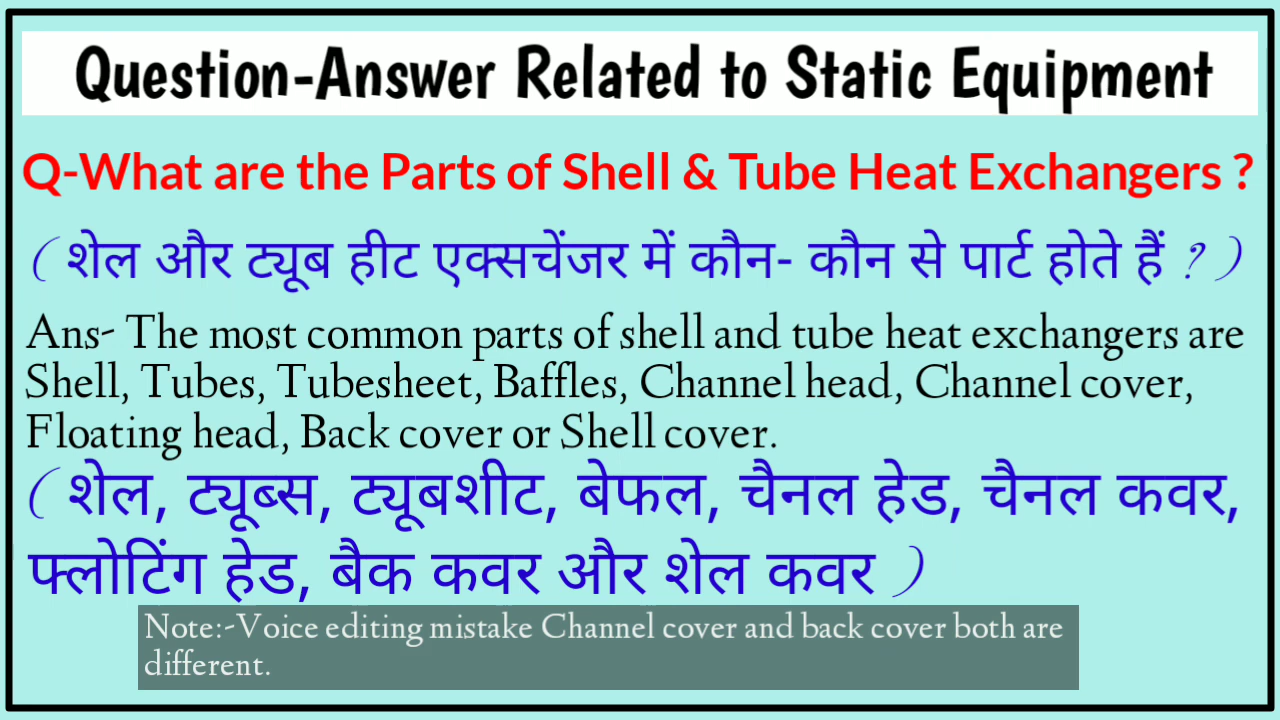 Question-Answer Related to Static Equipment
Q-What are the Parts of Shell & Tube Heat Exchangers ?
( शेल और ट्यूब हीट एक्सचेंजर में कौन- कौन से पार्ट होते हैं ? )
Ans- The most common parts of shell and tube heat exchangers are
Shell, Tubes, Tubesheet, Baffles, Channel head, Channel cover,
Floating head, Back cover or Shell cover.
( शेल, ट्यूब्स, ट्यूबशीट, बेफल, चैनल हेड, चैनल कवर,
फ्लोटिंग हेड, बैक कवर और शेल कवर )
Note:-Voice editing mistake Channel cover and back cover both are
different.